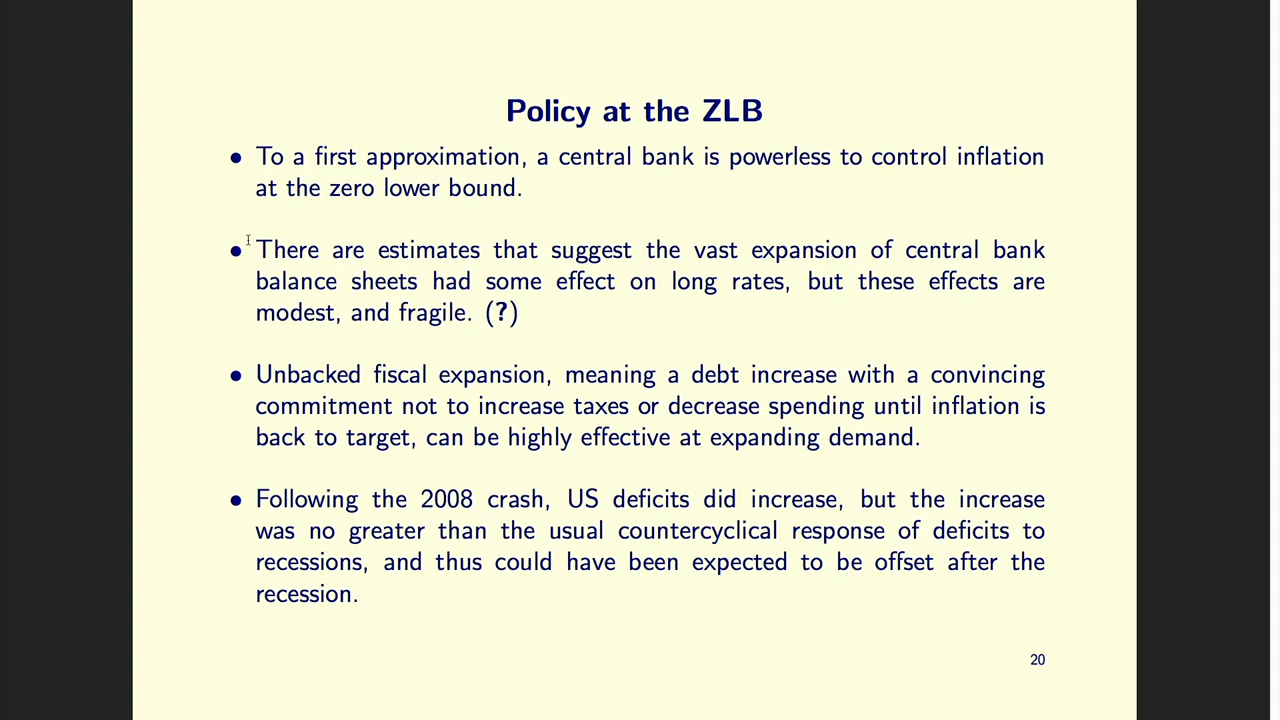 Policy at the ZLB
• To a first approximation, a central bank is powerless to control inflation
at the zero lower bound.
• There are estimates that suggest the vast expansion of central bank
balance sheets had some effect on long rates, but these effects are
modest, and fragile. (?)
• Unbacked fiscal expansion, meaning a debt increase with a convincing
commitment not to increase taxes or decrease spending until inflation is
back to target, can be highly effective at expanding demand.
• Following the 2008 crash, US deficits did increase, but the increase
was no greater than the usual countercyclical response of deficits to
recessions, and thus could have been expected to be offset after the
recession.
20